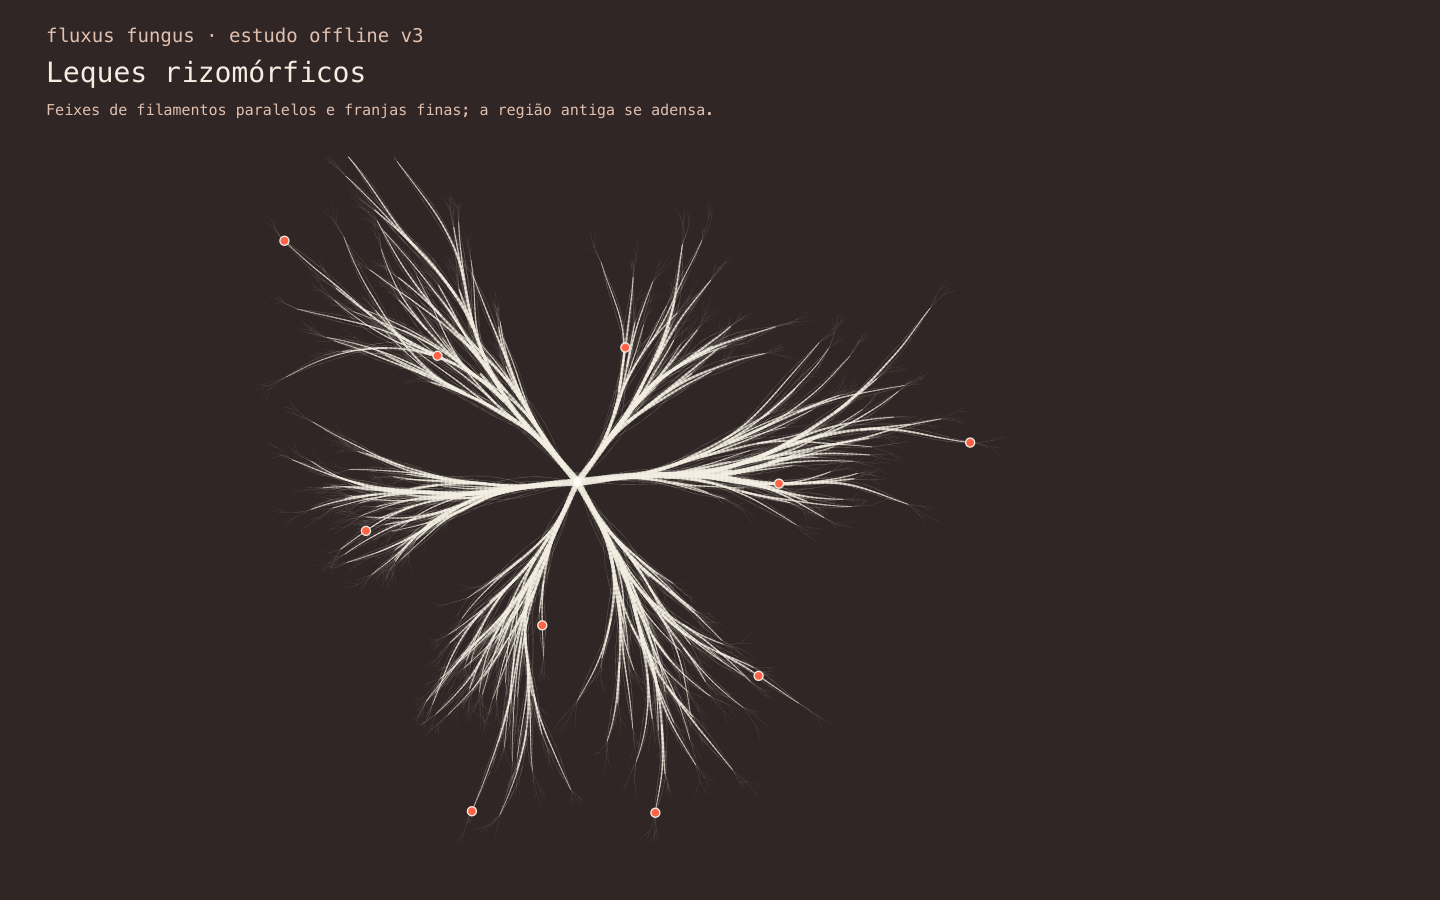 fluxus fungus · estudo offline v3
Leques rizomórficos
Feixes de filamentos paralelos e franjas finas; a região antiga se adensa.